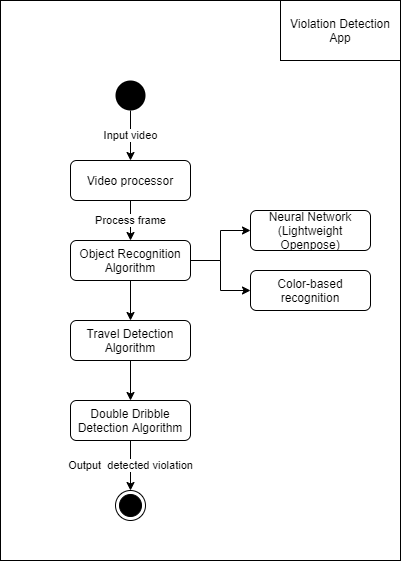 Violation Detection
App
Input video
Video processor
Process frame
Object Recognition
Algorithm
Neural Network
(Lightweight
Openpose)
Color-based
recognition
Travel Detection
Algorithm
Double Dribble
Detection Algorithm
Output detected violation